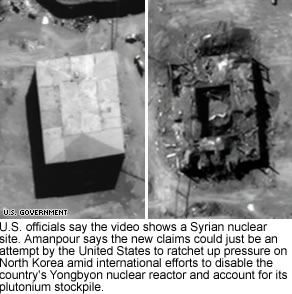 U.S. GOVERNMENT
U.S. officials say the video shows a Syrian nuclear
site. Amanpour says the new claims could just be an
attempt by the United States to ratchet up pressure on
North Korea amid international efforts to disable the
country's Yongbyon nuclear reactor and account for its
plutonium stockpile.